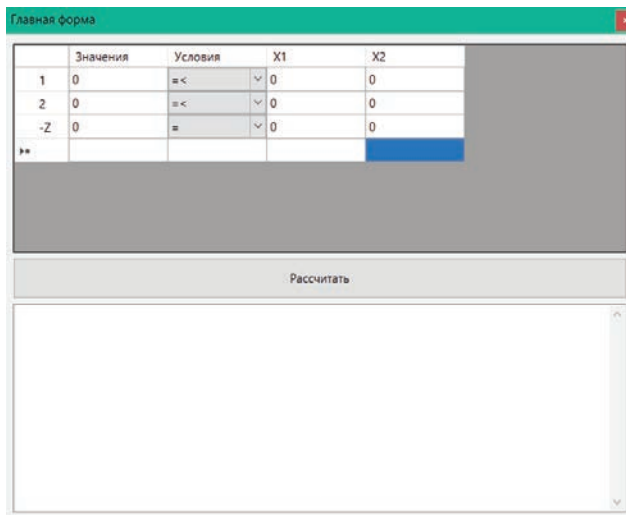 Главная форма
Значения Условия X1 X2
1 0 =< 0 0
2 0 =< 0 0
-Z 0 = 0 0
Рассчитать